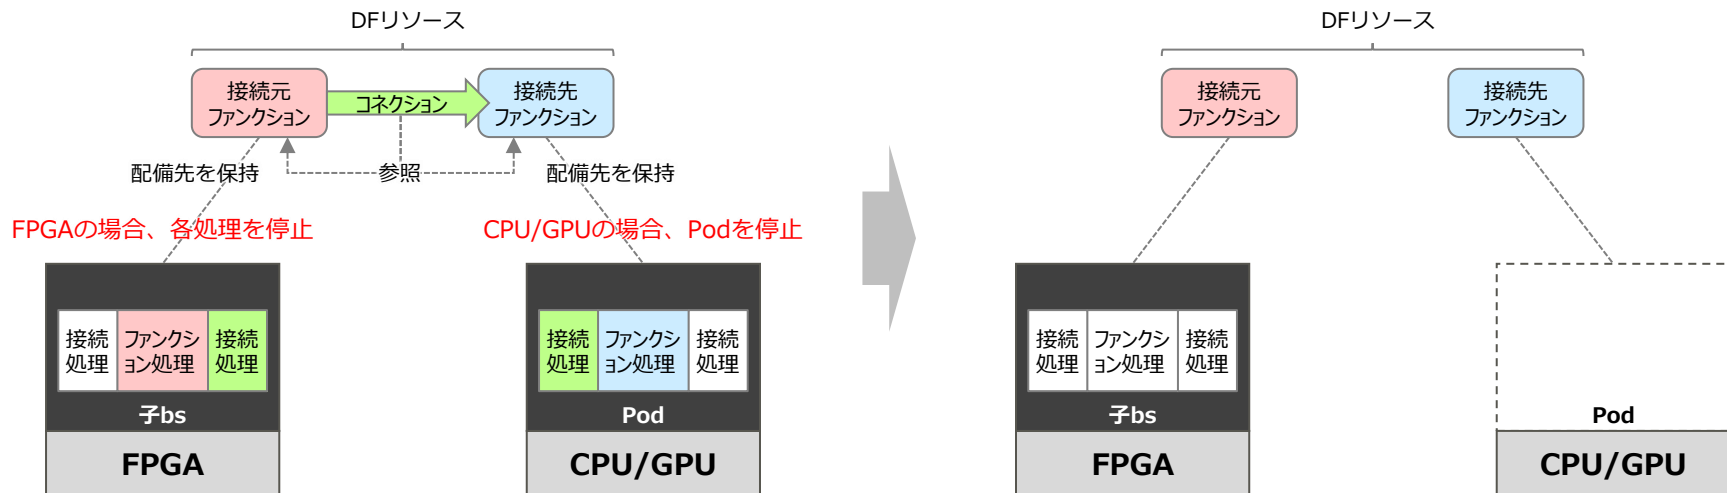 DFリソース
接続元
ファンクション
コネクション
接続先
ファンクション
配備先を保持
参照
配備先を保持
FPGAの場合、各処理を停止
CPU/GPUの場合、Podを停止
接続
処理
ファンクシ
ョン処理
接続
処理
子bs
FPGA
接続
処理
ファンクシ
ョン処理
接続
処理
Pod
CPU/GPU
DFリソース
接続元
ファンクション
接続先
ファンクション
接続
処理
ファンクシ
ョン処理
接続
処理
子bs
FPGA
Pod
CPU/GPU